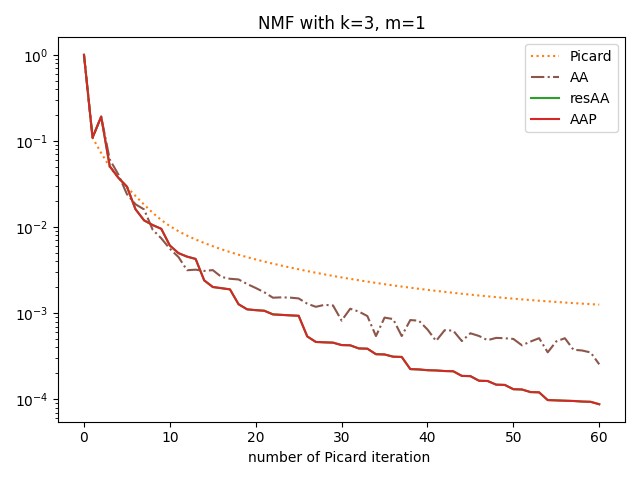 NMF with k=3, m=1
10⁰
10⁻¹
10⁻²
10⁻³
10⁻⁴
Picard
AA
resAA
AAP
0 10 20 30 40 50 60
number of Picard iteration